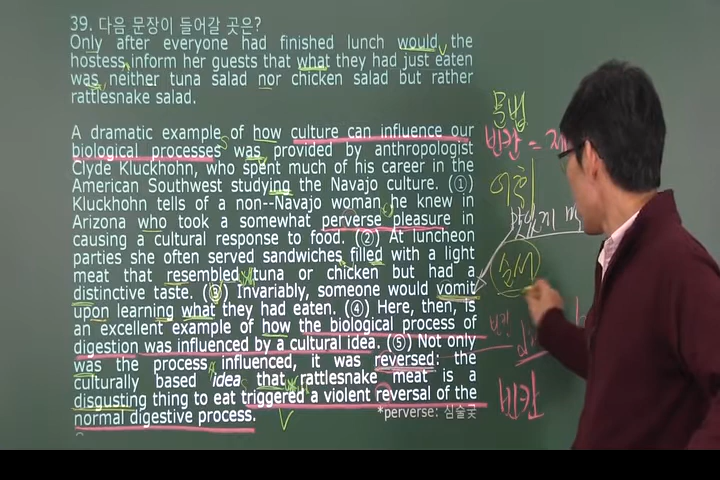 39. 다음 문장이 들어갈 곳은?
Only after everyone had finished lunch would the
hostess inform her guests that what they had just eaten
was neither tuna salad nor chicken salad but rather
rattlesnake salad.
A dramatic example of how culture can influence our
biological processes was provided by anthropologist
Clyde Kluckhohn, who spent much of his career in the
American Southwest studying the Navajo culture. (①)
Kluckhohn tells of a non--Navajo woman he knew in
Arizona who took a somewhat perverse pleasure in
causing a cultural response to food. (②) At luncheon
parties she often served sandwiches filled with a light
meat that resembled tuna or chicken but had a
distinctive taste. (③) Invariably, someone would vomit
upon learning what they had eaten. (④) Here, then, is
an excellent example of how the biological process of
digestion was influenced by a cultural idea. (⑤) Not only
was the process influenced, it was reversed: the
culturally based idea that rattlesnake meat is a
disgusting thing to eat triggered a violent reversal of the
normal digestive process. *perverse: 심술궂
문법
빈칸 =
어휘
순서
빈칸